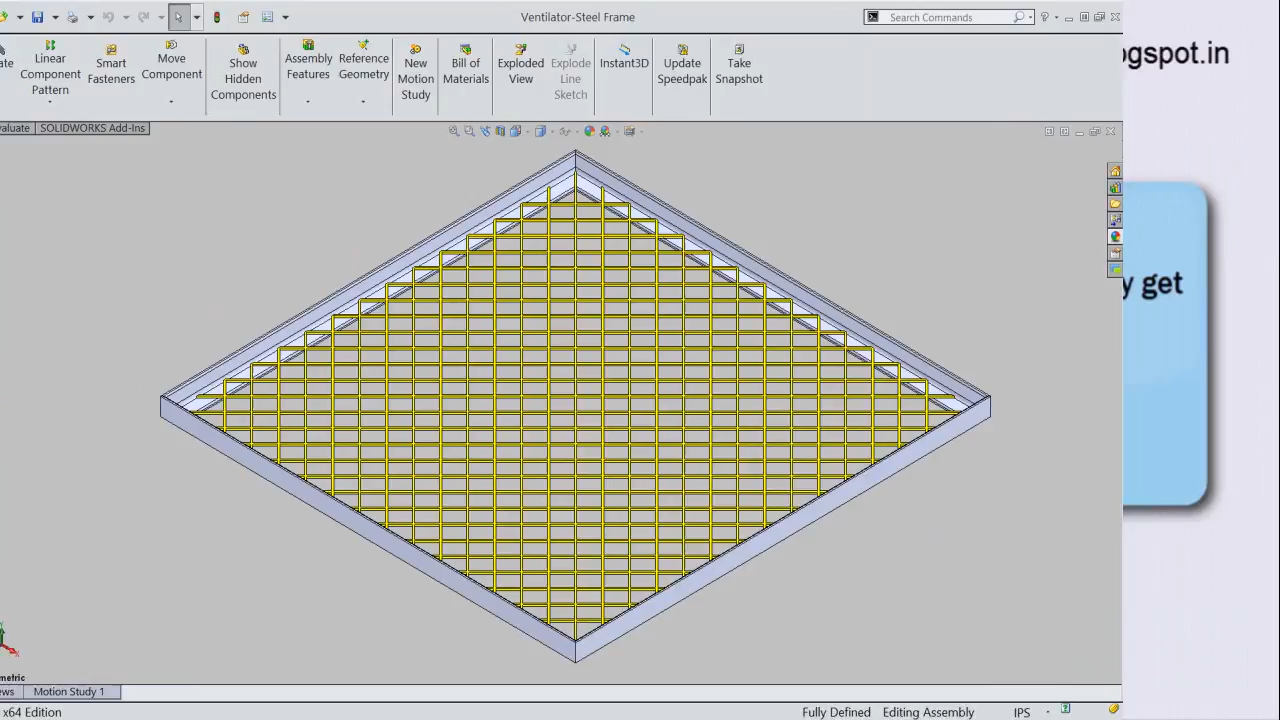 Ventilator-Steel Frame
Search Commands
ate
Linear
Component
Pattern
Smart
Fasteners
Move
Component
Show
Hidden
Components
Assembly
Features
Reference
Geometry
New
Motion
Study
Bill of
Materials
Exploded
View
Explode
Line
Sketch
Instant3D
Update
Speedpak
Take
Snapshot
ogspot.in
valuate
SOLIDWORKS Add-Ins
y get
metric
ews
Motion Study 1
x64 Edition
Fully Defined
Editing Assembly
IPS